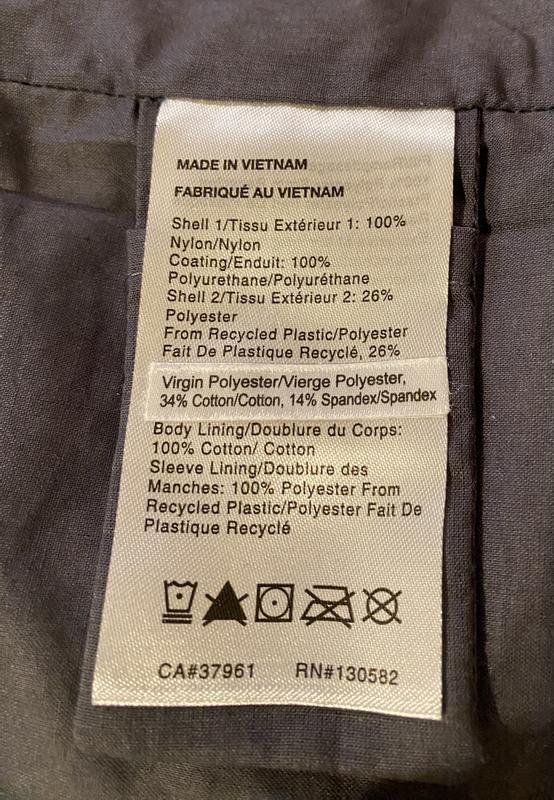 MADE IN VIETNAM
FABRIQUÉ AU VIETNAM
Shell 1/Tissu Extérieur 1: 100%
Nylon/Nylon
Coating/Enduit: 100%
Polyurethane/Polyuréthane
Shell 2/Tissu Extérieur 2: 26%
Polyester
From Recycled Plastic/Polyester
Fait De Plastique Recyclé, 26%
Virgin Polyester/Vierge Polyester,
34% Cotton/Cotton, 14% Spandex/Spandex
Body Lining/Doublure du Corps:
100% Cotton/ Cotton
Sleeve Lining/Doublure des
Manches: 100% Polyester From
Recycled Plastic/Polyester Fait De
Plastique Recyclé
CA#37961 RN#130582